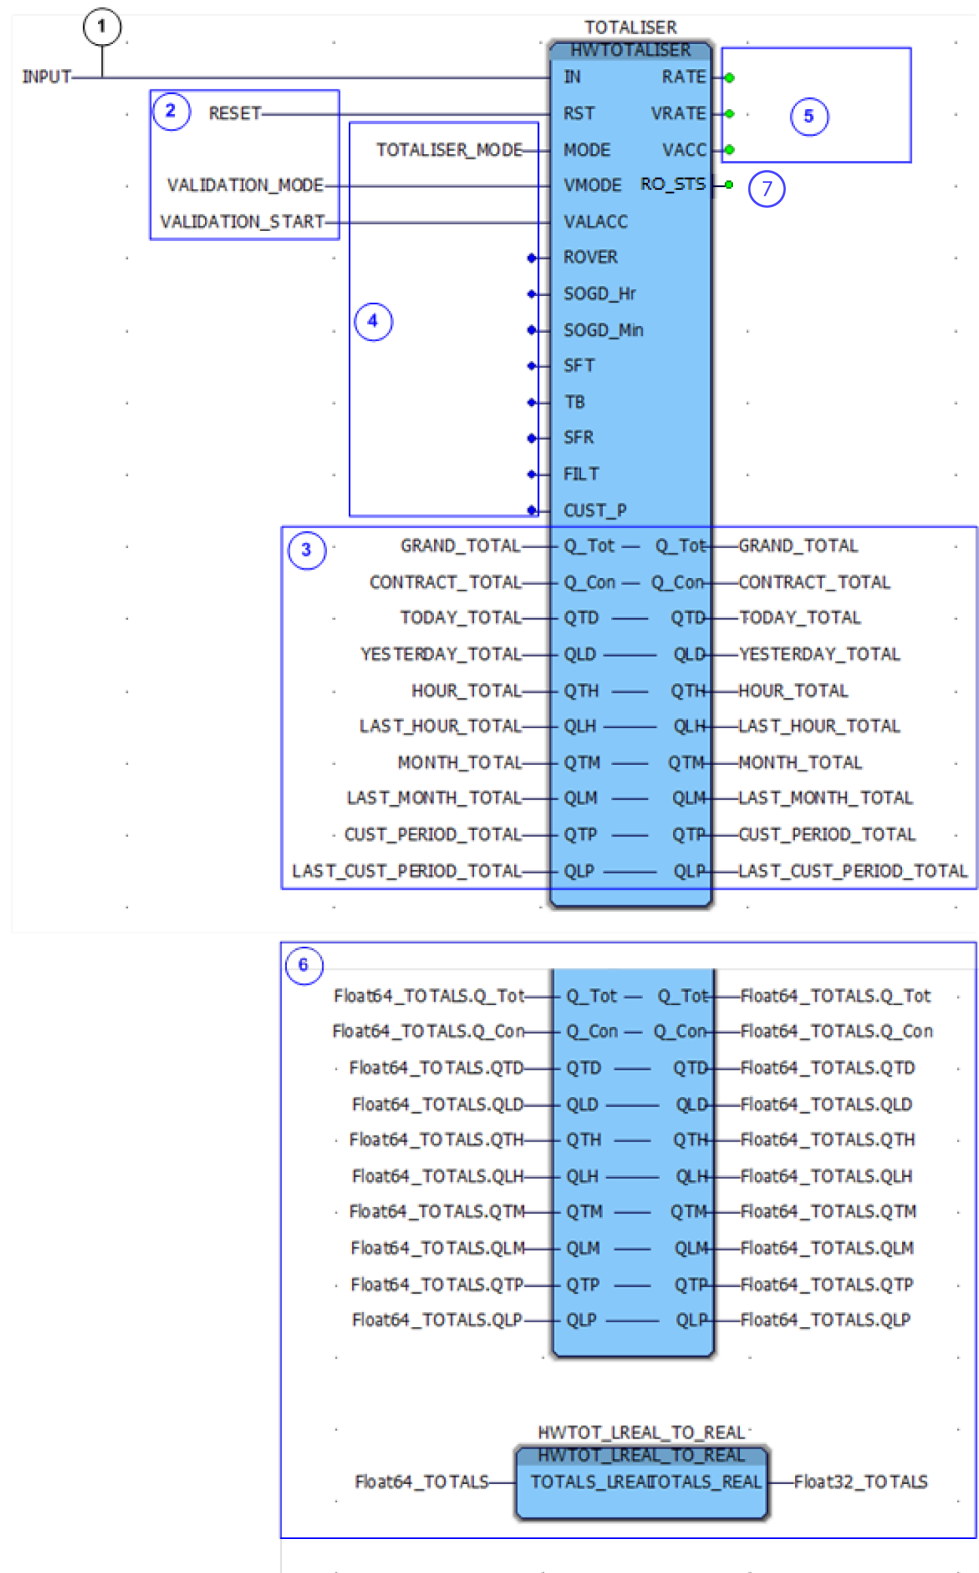 1
TOTALISER
HWTOTALISER
INPUT IN RATE
2 RESET RST VRATE 5
TOTALISER_MODE MODE VACC
VALIDATION_MODE VMODE RO_STS 7
VALIDATION_START VALACC
ROVER
SOGD_Hr
4
SOGD_Min
SFT
TB
SFR
FILT
CUST_P
3 GRAND_TOTAL Q_Tot Q_Tot GRAND_TOTAL
CONTRACT_TOTAL Q_Con Q_Con CONTRACT_TOTAL
TODAY_TOTAL QTD QTD TODAY_TOTAL
YESTERDAY_TOTAL QLD QLD YESTERDAY_TOTAL
HOUR_TOTAL QTH QTH HOUR_TOTAL
LAST_HOUR_TOTAL QLH QLH LAST_HOUR_TOTAL
MONTH_TOTAL QTM QTM MONTH_TOTAL
LAST_MONTH_TOTAL QLM QLM LAST_MONTH_TOTAL
CUST_PERIOD_TOTAL QTP QTP CUST_PERIOD_TOTAL
LAST_CUST_PERIOD_TOTAL QLP QLP LAST_CUST_PERIOD_TOTAL
6
Float64_TOTALS.Q_Tot Q_Tot Q_Tot Float64_TOTALS.Q_Tot
Float64_TOTALS.Q_Con Q_Con Q_Con Float64_TOTALS.Q_Con
Float64_TOTALS.QTD QTD QTD Float64_TOTALS.QTD
Float64_TOTALS.QLD QLD QLD Float64_TOTALS.QLD
Float64_TOTALS.QTH QTH QTH Float64_TOTALS.QTH
Float64_TOTALS.QLH QLH QLH Float64_TOTALS.QLH
Float64_TOTALS.QTM QTM QTM Float64_TOTALS.QTM
Float64_TOTALS.QLM QLM QLM Float64_TOTALS.QLM
Float64_TOTALS.QTP QTP QTP Float64_TOTALS.QTP
Float64_TOTALS.QLP QLP QLP Float64_TOTALS.QLP
HWTOT_LREAL_TO_REAL
HWTOT_LREAL_TO_REAL
Float64_TOTALS TOTALS_LREAL TOTALS_REAL Float32_TOTALS